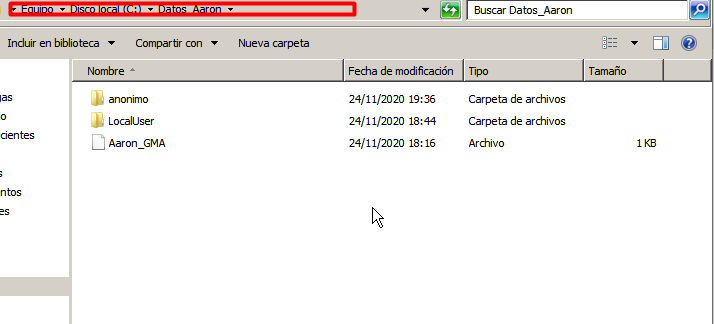 Equipo Disco local (C:) Datos_Aaron Buscar Datos_Aaron
Incluir en biblioteca Compartir con Nueva carpeta
Nombre Fecha de modificación Tipo Tamaño
gas anonimo 24/11/2020 19:36 Carpeta de archivos
o LocalUser 24/11/2020 18:44 Carpeta de archivos
cientes Aaron_GMA 24/11/2020 18:16 Archivo 1 KB
s
ntos
es